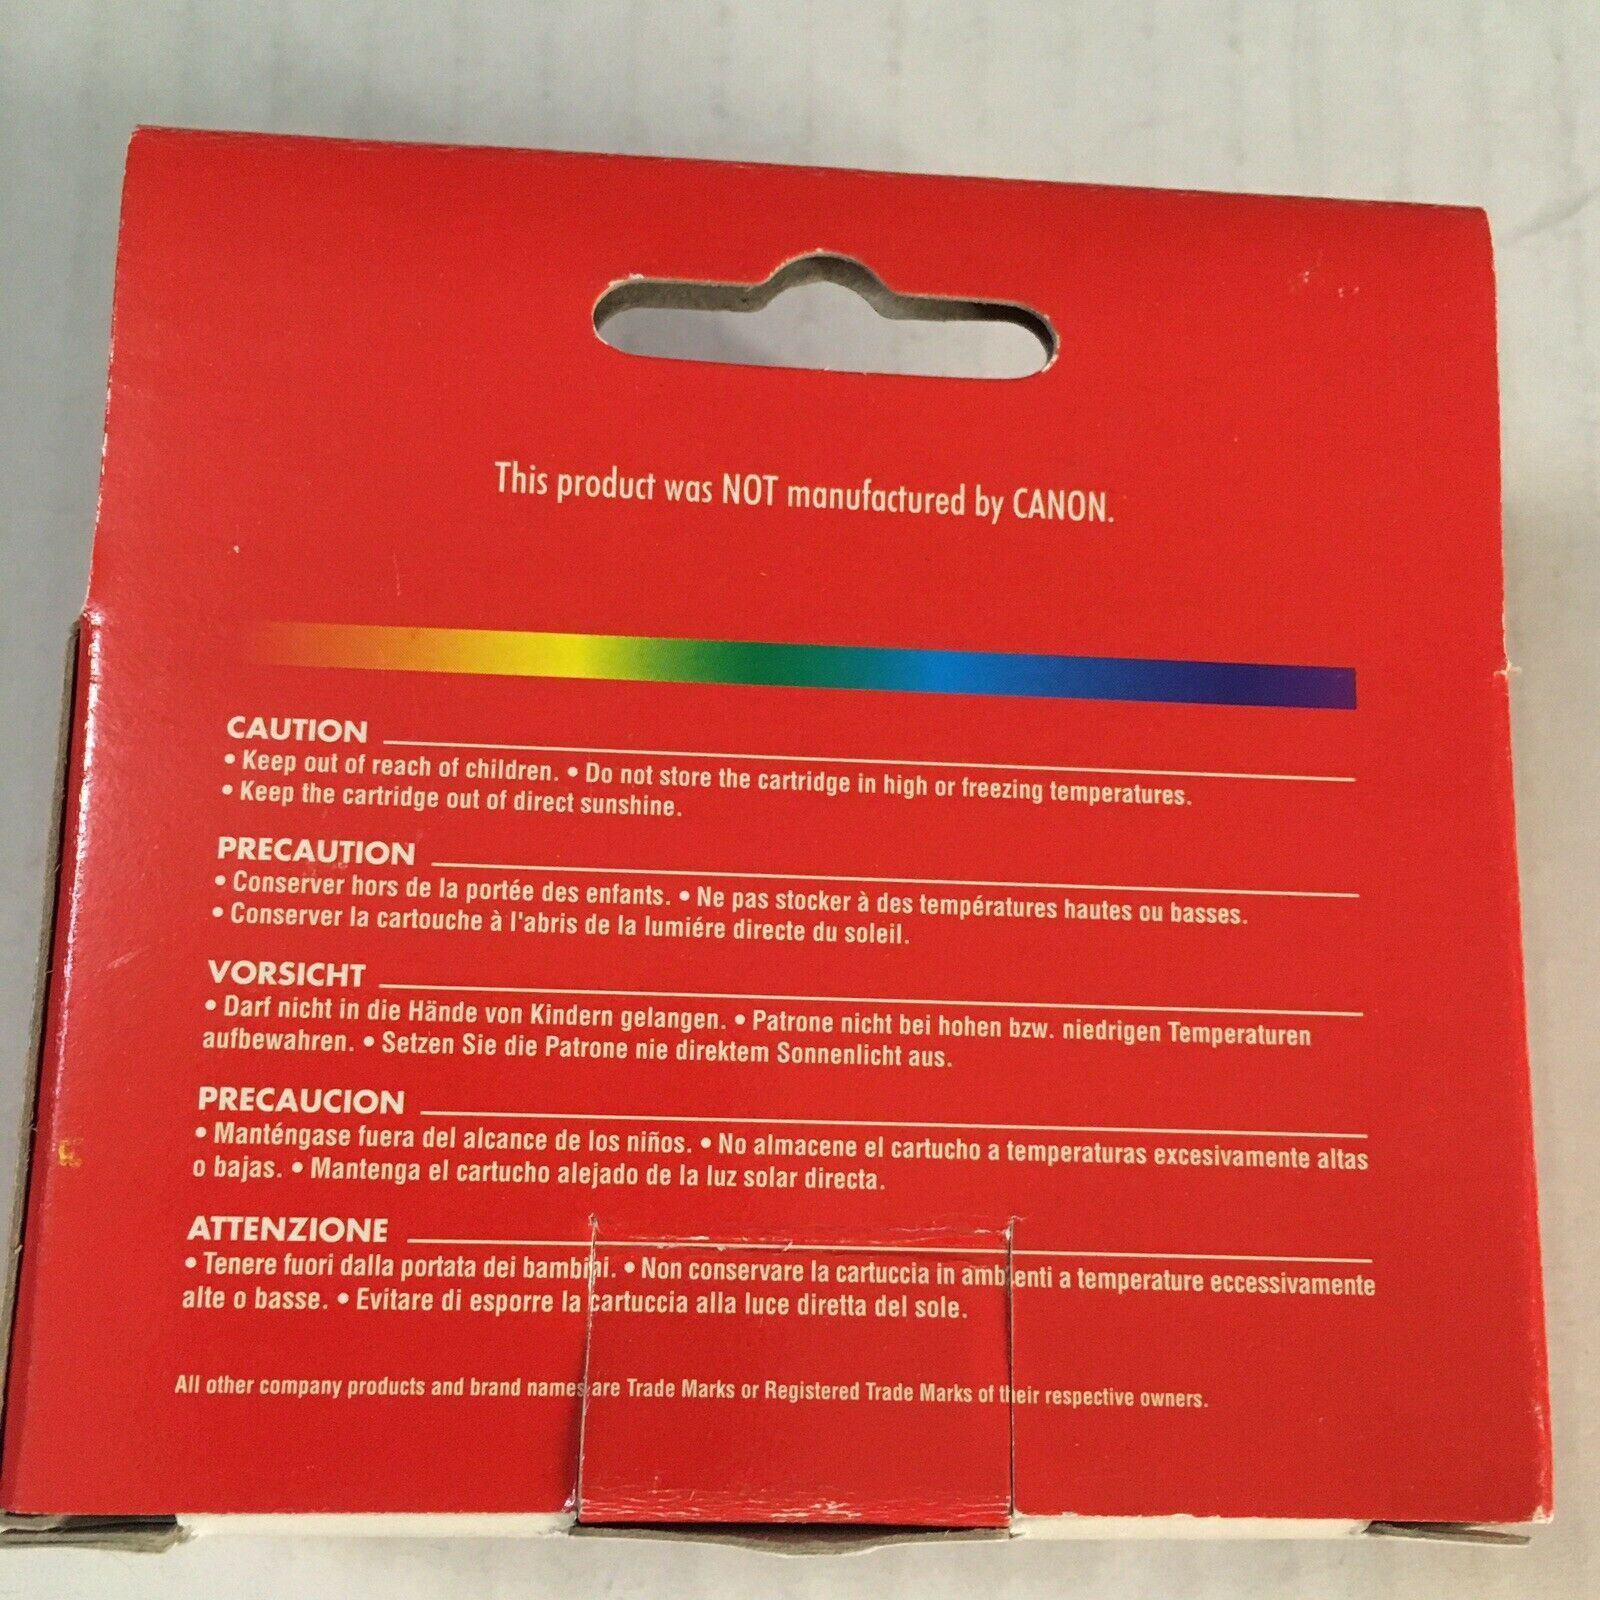 This product was NOT manufactured by CANON.
CAUTION
• Keep out of reach of children. • Do not store the cartridge in high or freezing temperatures.
• Keep the cartridge out of direct sunshine.
PRECAUTION
• Conserver hors de la portée des enfants. • Ne pas stocker à des températures hautes ou basses.
• Conserver la cartouche à l'abris de la lumiére directe du soleil.
VORSICHT
• Darf nicht in die Hände von Kindern gelangen. • Patrone nicht bei hohen bzw. niedrigen Temperaturen
aufbewahren. • Setzen Sie die Patrone nie direktem Sonnenlicht aus.
PRECAUCION
• Manténgase fuera del alcance de los niños. • No almacene el cartucho a temperaturas excesivamente altas
o bajas. • Mantenga el cartucho alejado de la luz solar directa.
ATTENZIONE
• Tenere fuori dalla portata dei bambini. • Non conservare la cartuccia in ambienti a temperature eccessivamente
alte o basse. • Evitare di esporre la cartuccia alla luce diretta del sole.
All other company products and brand names are Trade Marks or Registered Trade Marks of their respective owners.